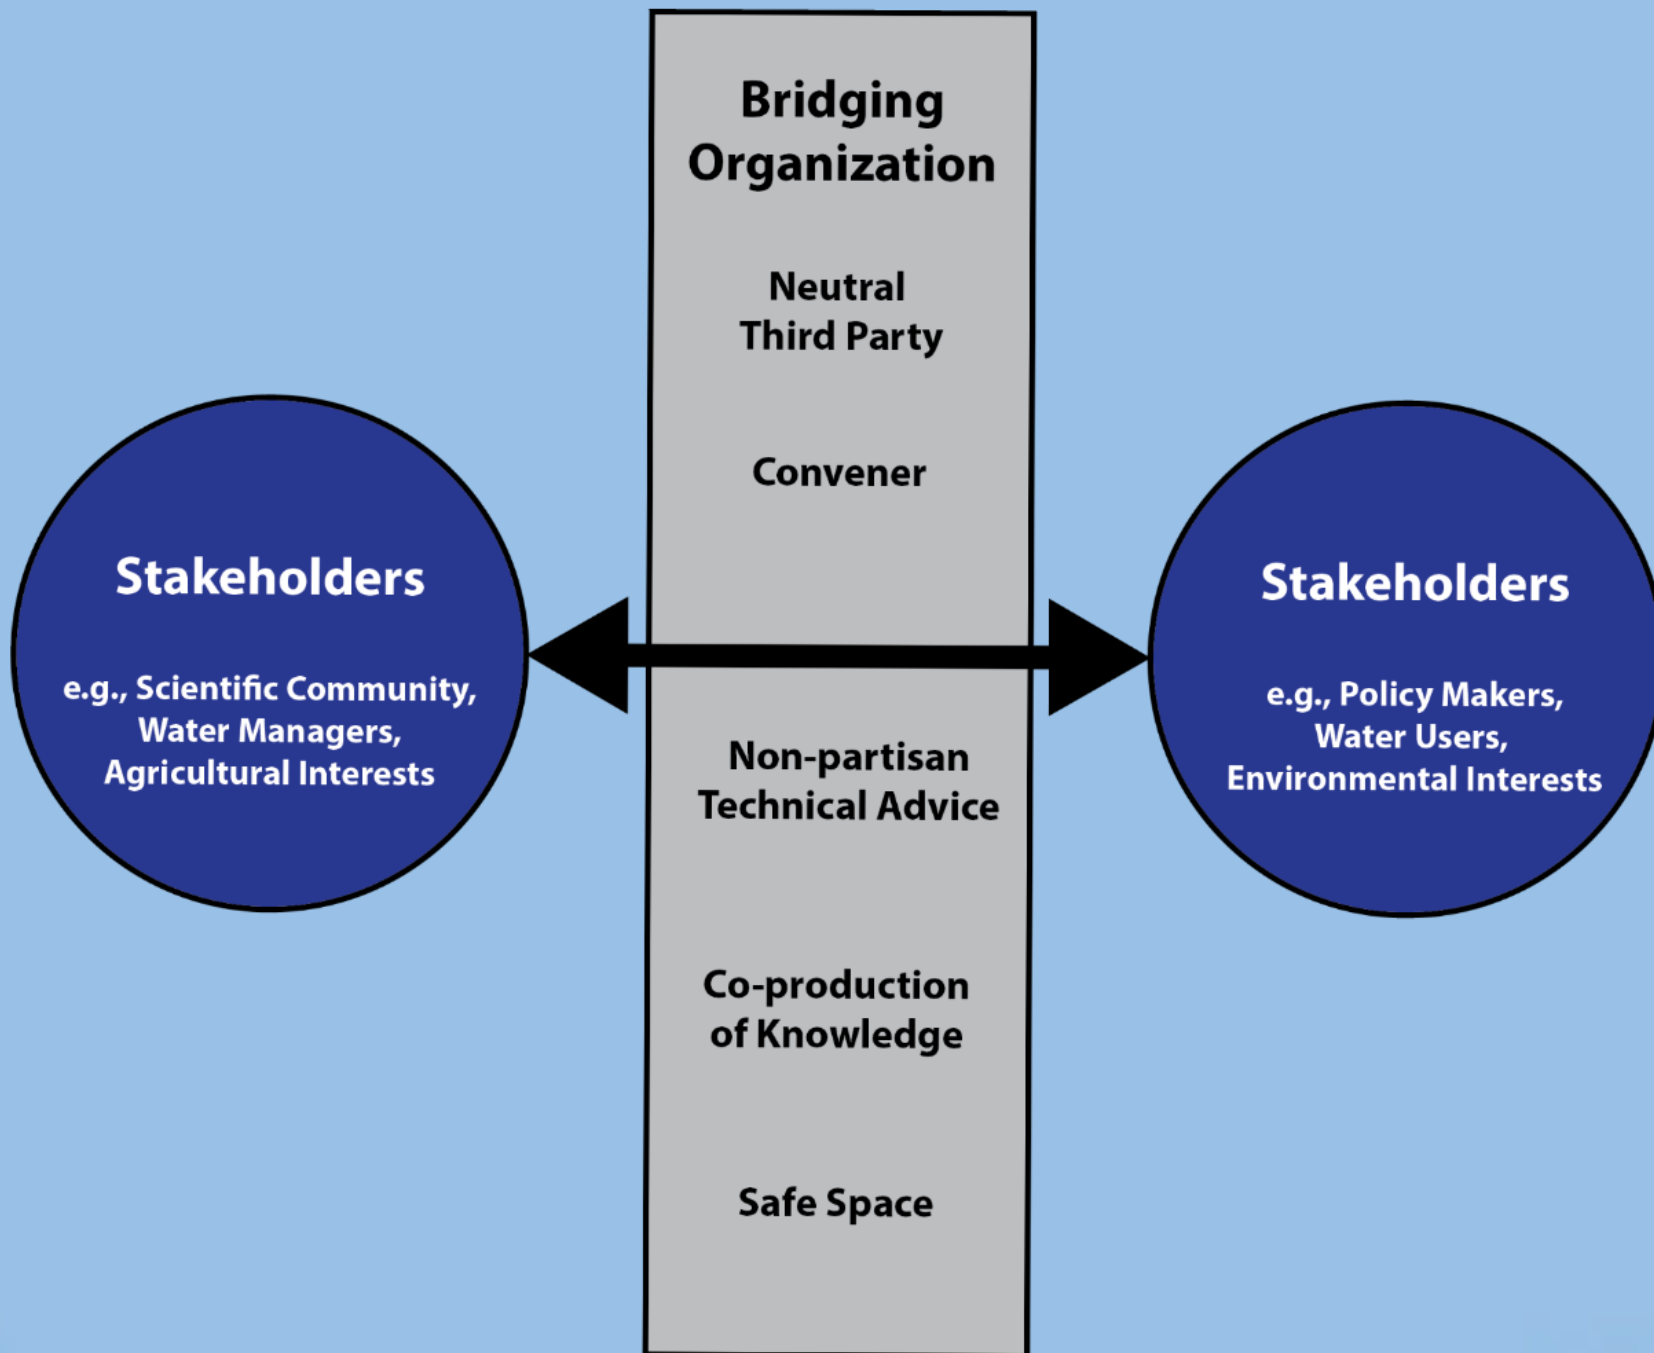 Bridging
Organization
Neutral
Third Party
Convener
Stakeholders
e.g., Scientific Community,
Water Managers,
Agricultural Interests
Stakeholders
e.g., Policy Makers,
Water Users,
Environmental Interests
Non-partisan
Technical Advice
Co-production
of Knowledge
Safe Space